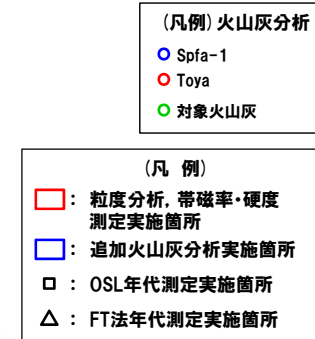 (凡例)火山灰分析
Spfa-1
Toya
対象火山灰
(凡 例)
: 粒度分析, 帯磁率・硬度
測定実施箇所
: 追加火山灰分析実施箇所
: OSL年代測定実施箇所
: FT法年代測定実施箇所